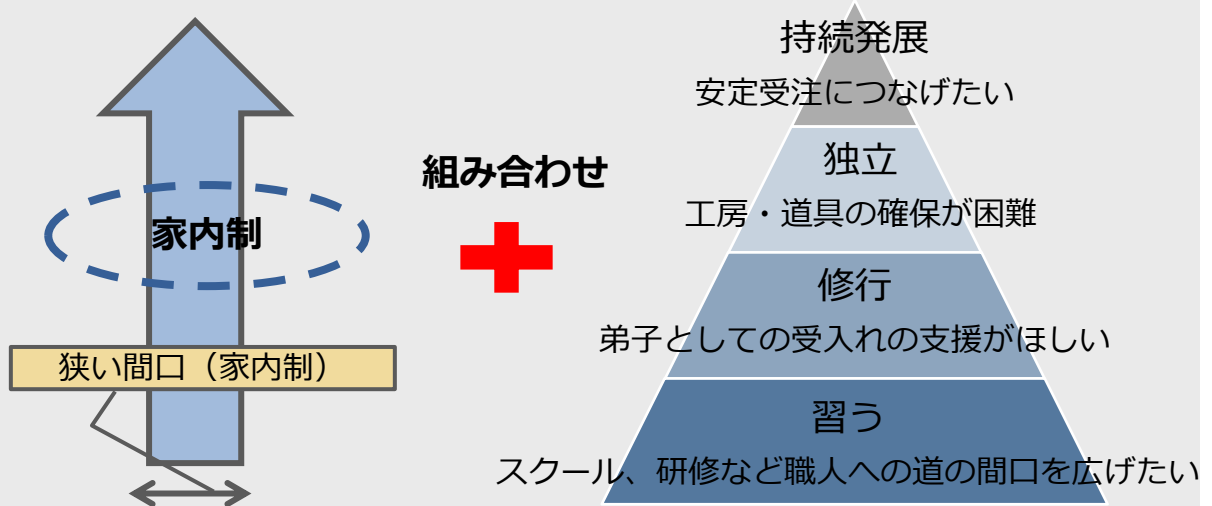 家内制
狭い間口（家内制）
組み合わせ
持続発展
安定受注につなげたい
独立
工房・道具の確保が困難
修行
弟子としての受入れの支援がほしい
習う
スクール、研修など職人への道の間口を広げたい